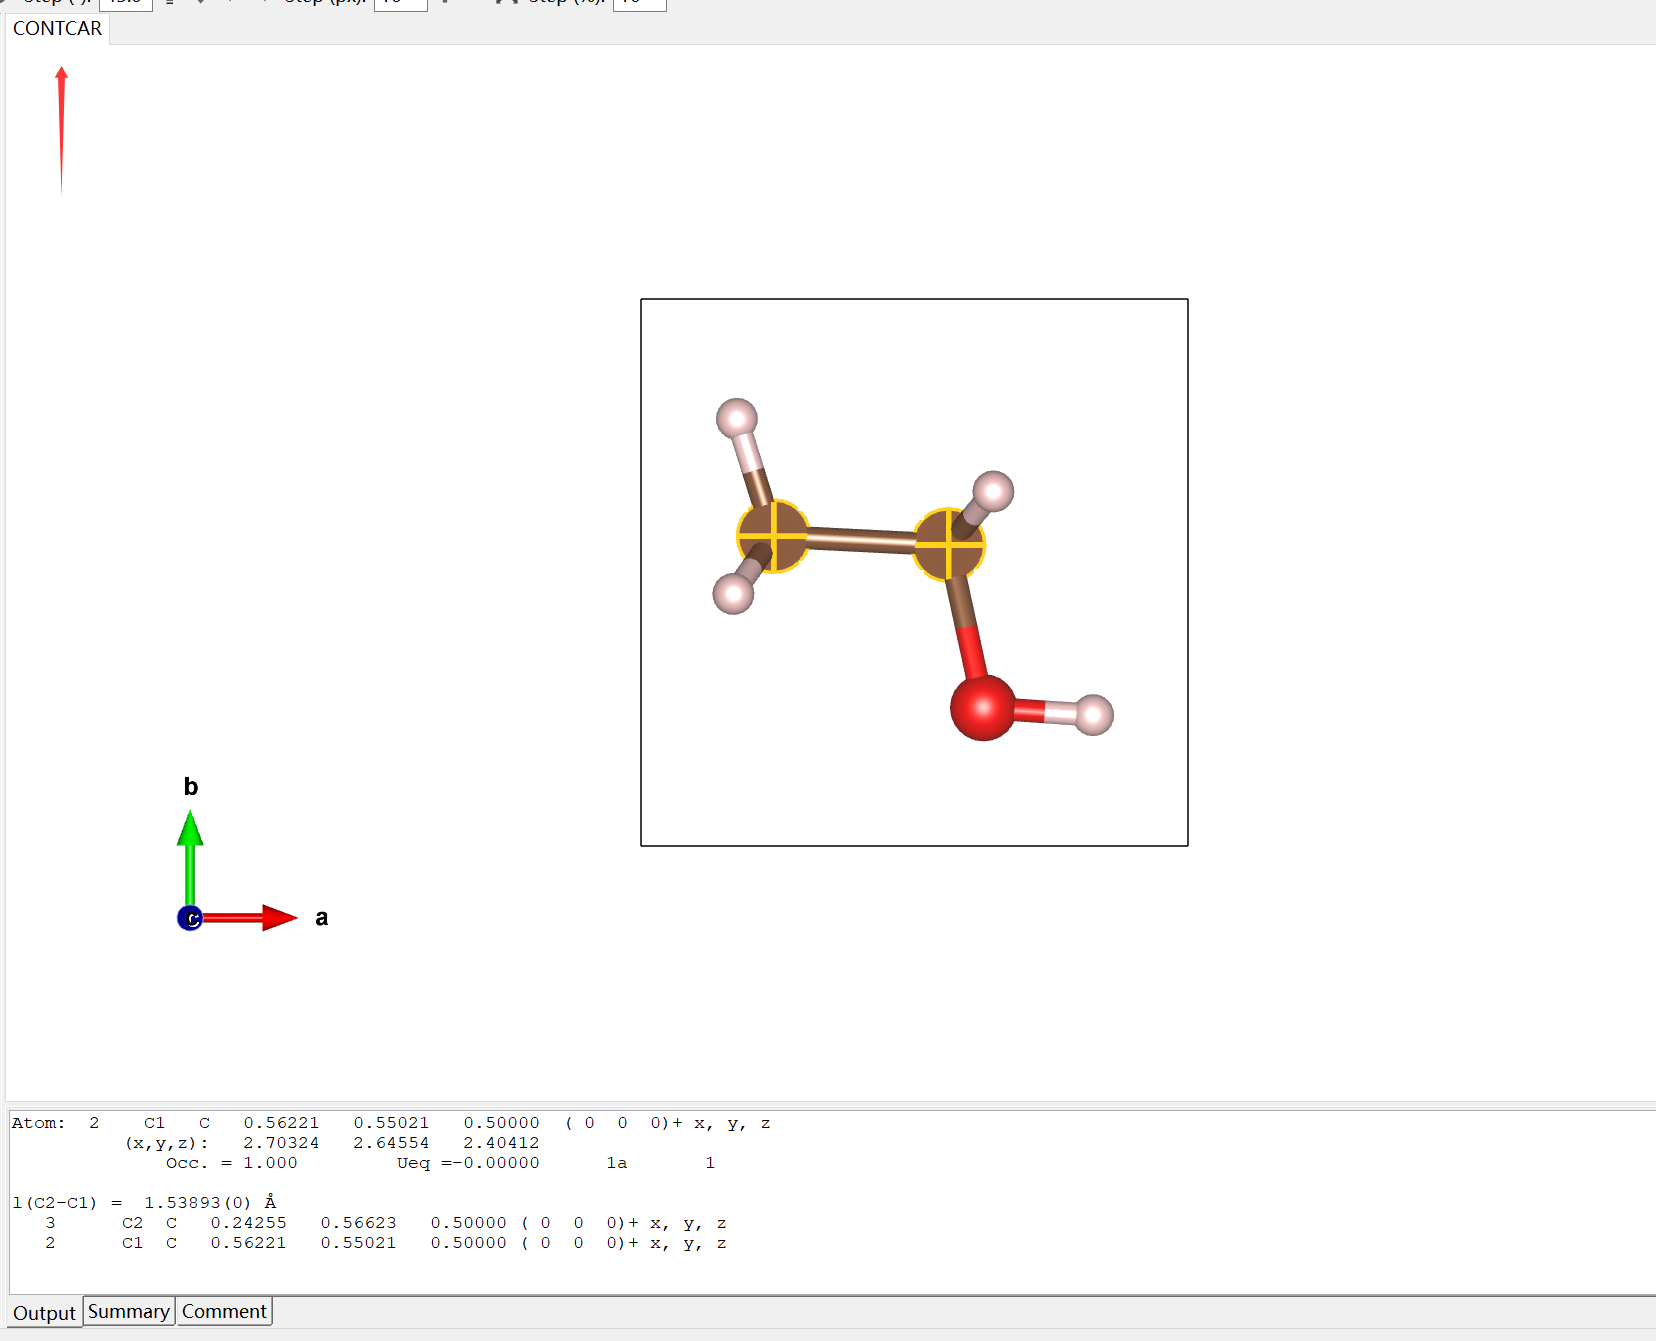 CONTCAR
b
c
a
Atom: 2 C1 C 0.56221 0.55021 0.50000 ( 0 0 0)+ x, y, z
(x,y,z): 2.70324 2.64554 2.40412
Occ. = 1.000 Ueq =-0.00000 1a 1
l(C2-C1) = 1.53893(0) Å
3 C2 C 0.24255 0.56623 0.50000 ( 0 0 0)+ x, y, z
2 C1 C 0.56221 0.55021 0.50000 ( 0 0 0)+ x, y, z
Output Summary Comment